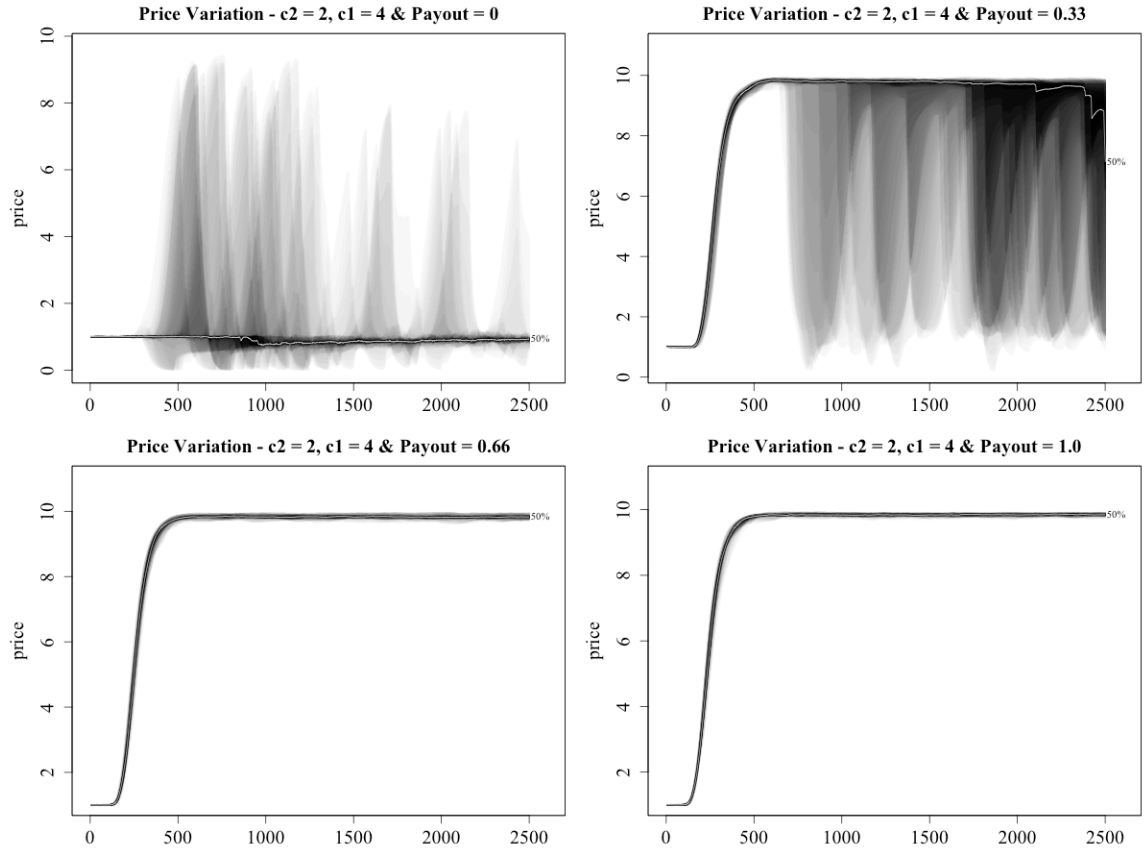 Price Variation - c2 = 2, c1 = 4 & Payout = 0
price
10
8
6
4
2
0
50%
0 500 1000 1500 2000 2500
Price Variation - c2 = 2, c1 = 4 & Payout = 0.33
price
10
8
6
4
2
0
50%
0 500 1000 1500 2000 2500
Price Variation - c2 = 2, c1 = 4 & Payout = 0.66
price
10
8
6
4
2
50%
0 500 1000 1500 2000 2500
Price Variation - c2 = 2, c1 = 4 & Payout = 1.0
price
10
8
6
4
2
50%
0 500 1000 1500 2000 2500